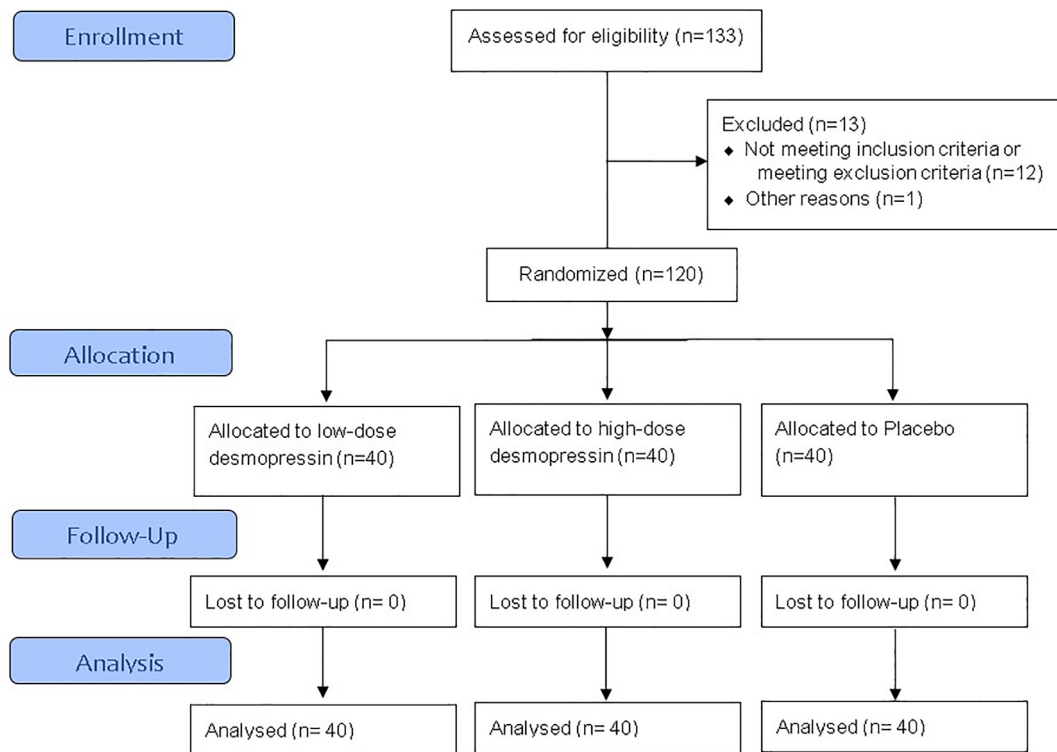 Enrollment
Assessed for eligibility (n=133)
Excluded (n=13)
◆ Not meeting inclusion criteria or
meeting exclusion criteria (n=12)
◆ Other reasons (n=1)
Randomized (n=120)
Allocation
Allocated to low-dose
desmopressin (n=40)
Allocated to high-dose
desmopressin (n=40)
Allocated to Placebo
(n=40)
Follow-Up
Lost to follow-up (n= 0)
Lost to follow-up (n= 0)
Lost to follow-up (n= 0)
Analysis
Analysed (n= 40)
Analysed (n= 40)
Analysed (n= 40)